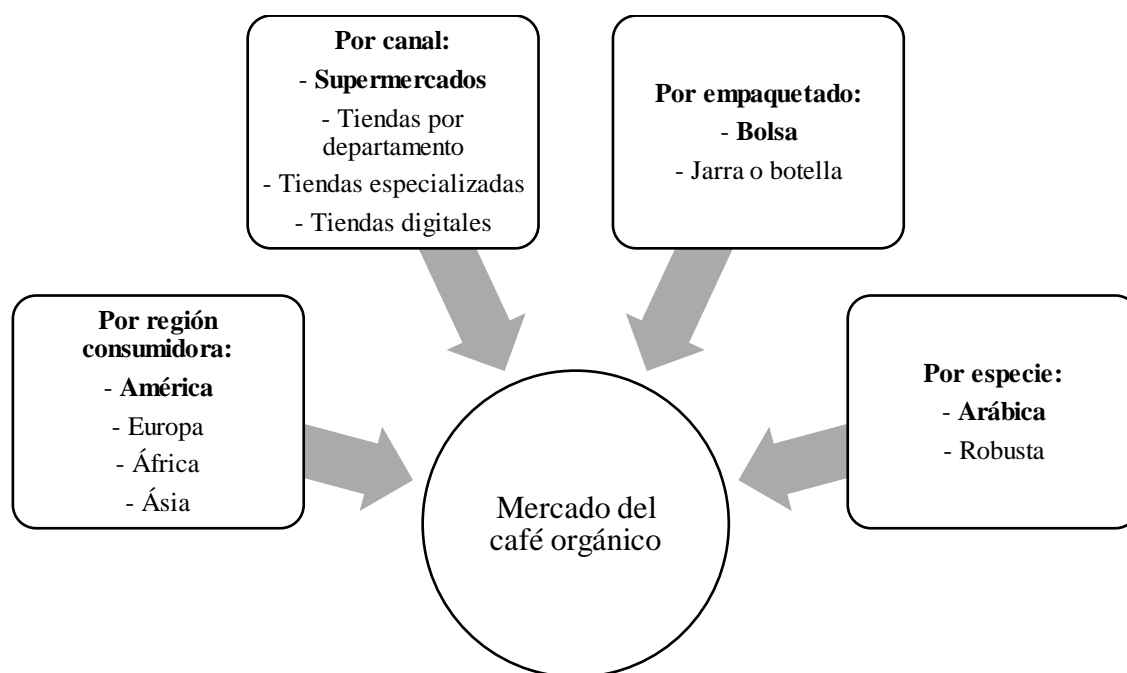 Por canal:
- Supermercados
- Tiendas por
departamento
- Tiendas especializadas
- Tiendas digitales
Por empaquetado:
- Bolsa
- Jarra o botella
Por región
consumidora:
- América
- Europa
- África
- Ásia
Por especie:
- Arábica
- Robusta
Mercado del
café orgánico